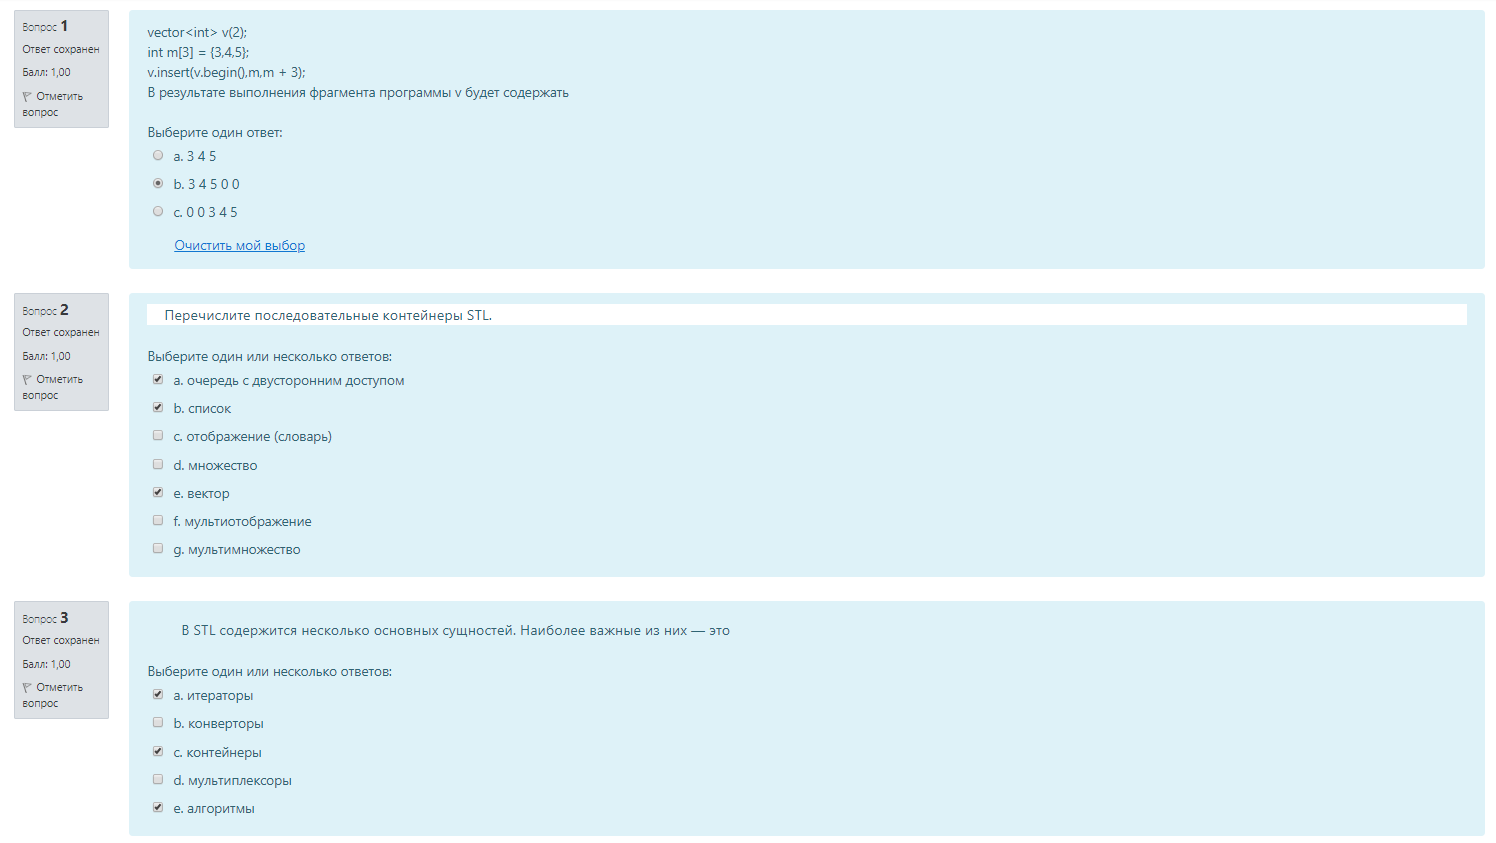 Вопрос 1
Ответ сохранен
Балл: 1,00
Отметить
вопрос
vector<int> v(2);
int m[3] = {3,4,5};
v.insert(v.begin(),m,m + 3);
В результате выполнения фрагмента программы v будет содержать
Выберите один ответ:
a. 3 4 5
b. 3 4 5 0 0
c. 0 0 3 4 5
Очистить мой выбор
Вопрос 2
Ответ сохранен
Балл: 1,00
Отметить
вопрос
Перечислите последовательные контейнеры STL.
Выберите один или несколько ответов:
a. очередь с двусторонним доступом
b. список
c. отображение (словарь)
d. множество
e. вектор
f. мультиотображение
g. мультимножество
Вопрос 3
Ответ сохранен
Балл: 1,00
Отметить
вопрос
В STL содержится несколько основных сущностей. Наиболее важные из них — это
Выберите один или несколько ответов:
a. итераторы
b. конверторы
c. контейнеры
d. мультиплексоры
e. алгоритмы